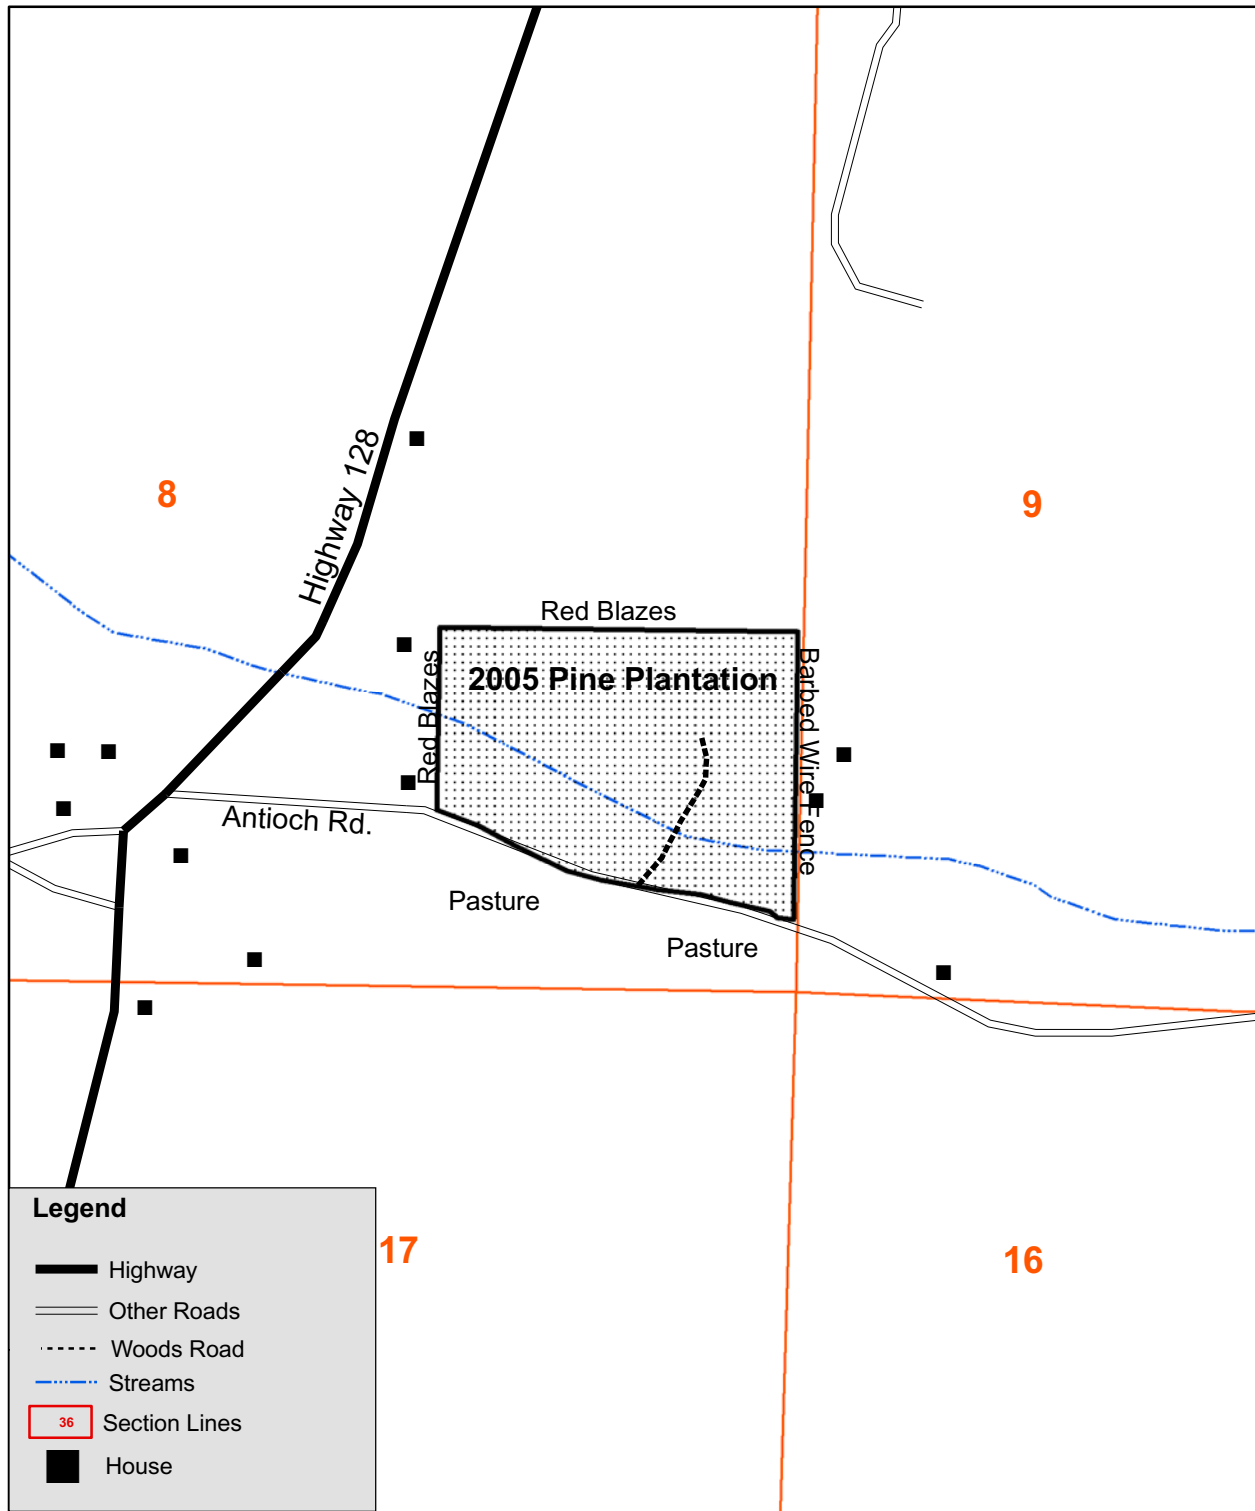 Highway 128
8
9
Red Blazes
Red Blazes
2005 Pine Plantation
Barbed Wire Fence
Antioch Rd.
Pasture
Pasture
17
16
Legend
Highway
Other Roads
Woods Road
Streams
36 Section Lines
House